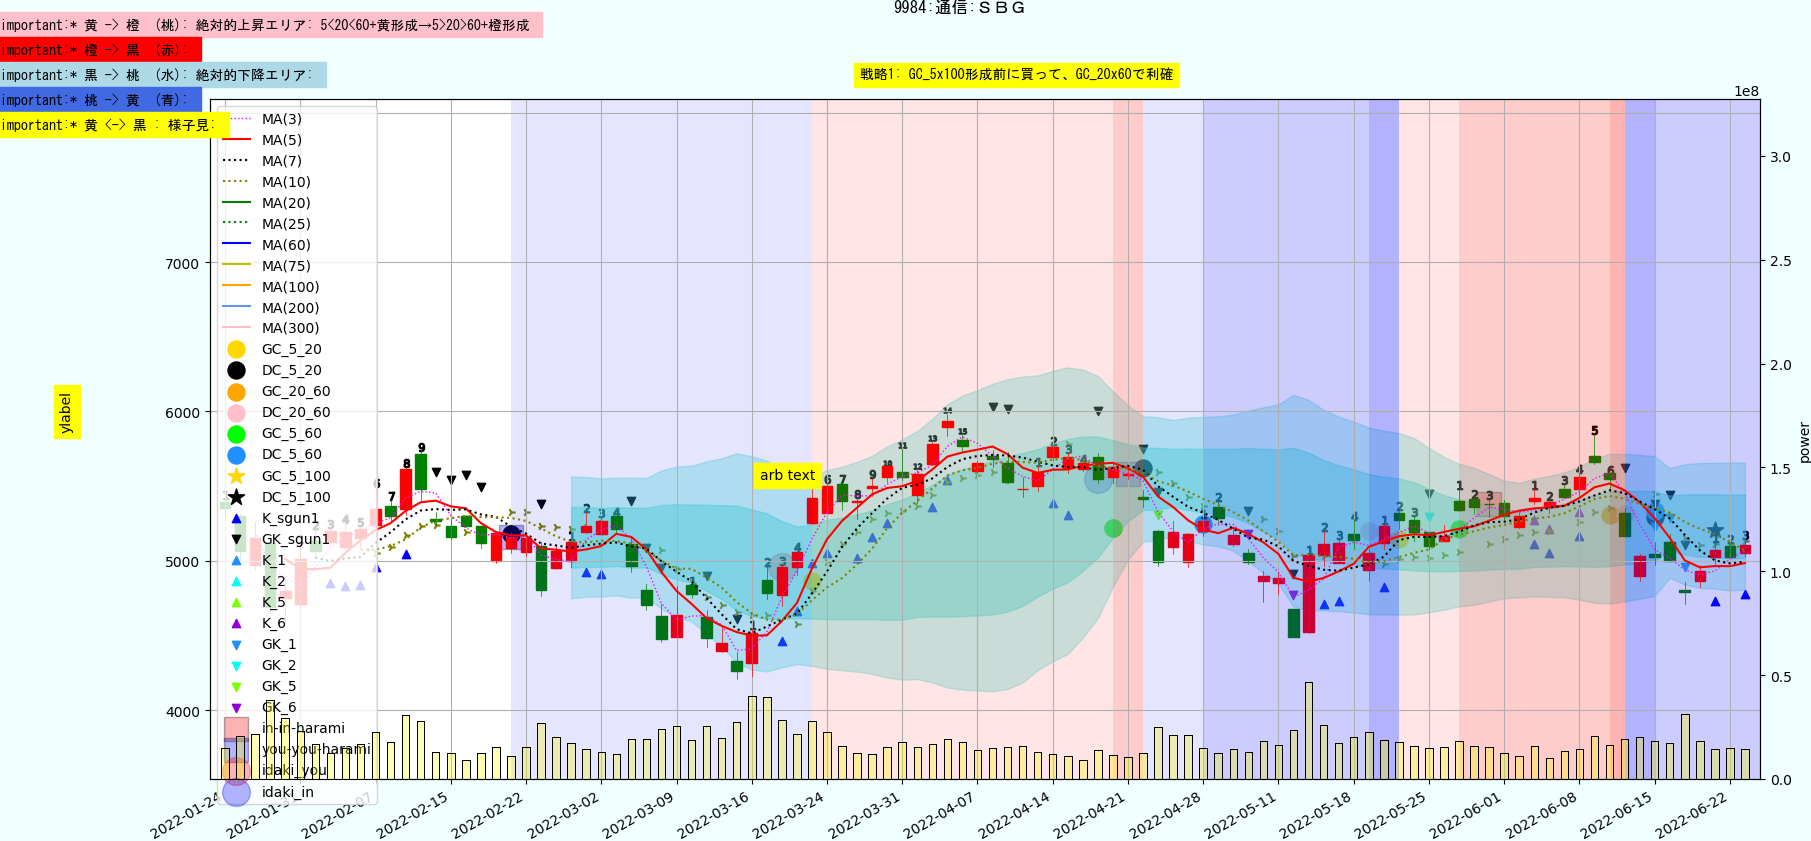 9984:通信:ＳＢＧ
important:* 黄 -> 橙 (桃): 絶対的上昇エリア: 5<20<60+黄形成→5>20>60+橙形成
important:* 橙 -> 黒 (赤):
important:* 黒 -> 桃 (水): 絶対的下降エリア:
戦略1: GC_5x100形成前に買って、GC_20x60で利確
important:* 桃 -> 黄 (青):
important:* 黄 <-> 黒 : 様子見:
1e8
MA(3)
MA(5)
MA(7)
MA(10)
MA(20)
MA(25)
MA(60)
MA(75)
MA(100)
MA(200)
MA(300)
GC_5_20
DC_5_20
GC_20_60
DC_20_60
GC_5_60
DC_5_60
GC_5_100
DC_5_100
K_sgun1
GK_sgun1
K_1
K_2
K_5
K_6
GK_1
GK_2
GK_5
GK_6
in-in-harami
you-you-harami
idaki_you
idaki_in
7000
6000
5000
4000
ylabel
arb text
3.0
2.5
2.0
1.5
1.0
0.5
0.0
power
2022-01-24
2022-01-31
2022-02-07
2022-02-15
2022-02-22
2022-03-02
2022-03-09
2022-03-16
2022-03-24
2022-03-31
2022-04-07
2022-04-14
2022-04-21
2022-04-28
2022-05-11
2022-05-18
2022-05-25
2022-06-01
2022-06-08
2022-06-15
2022-06-22